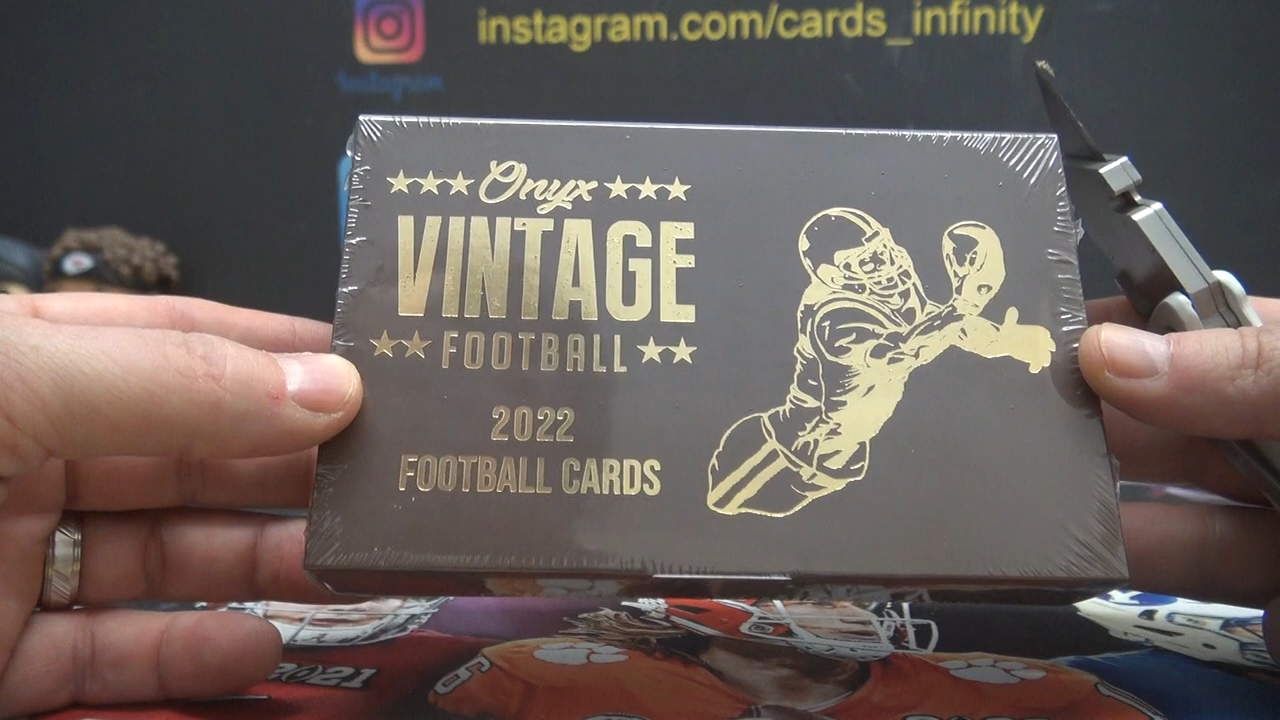 instagram.com/cards_infinity
Instagram
Onyx
VINTAGE
FOOTBALL
2022
FOOTBALL CARDS
2021